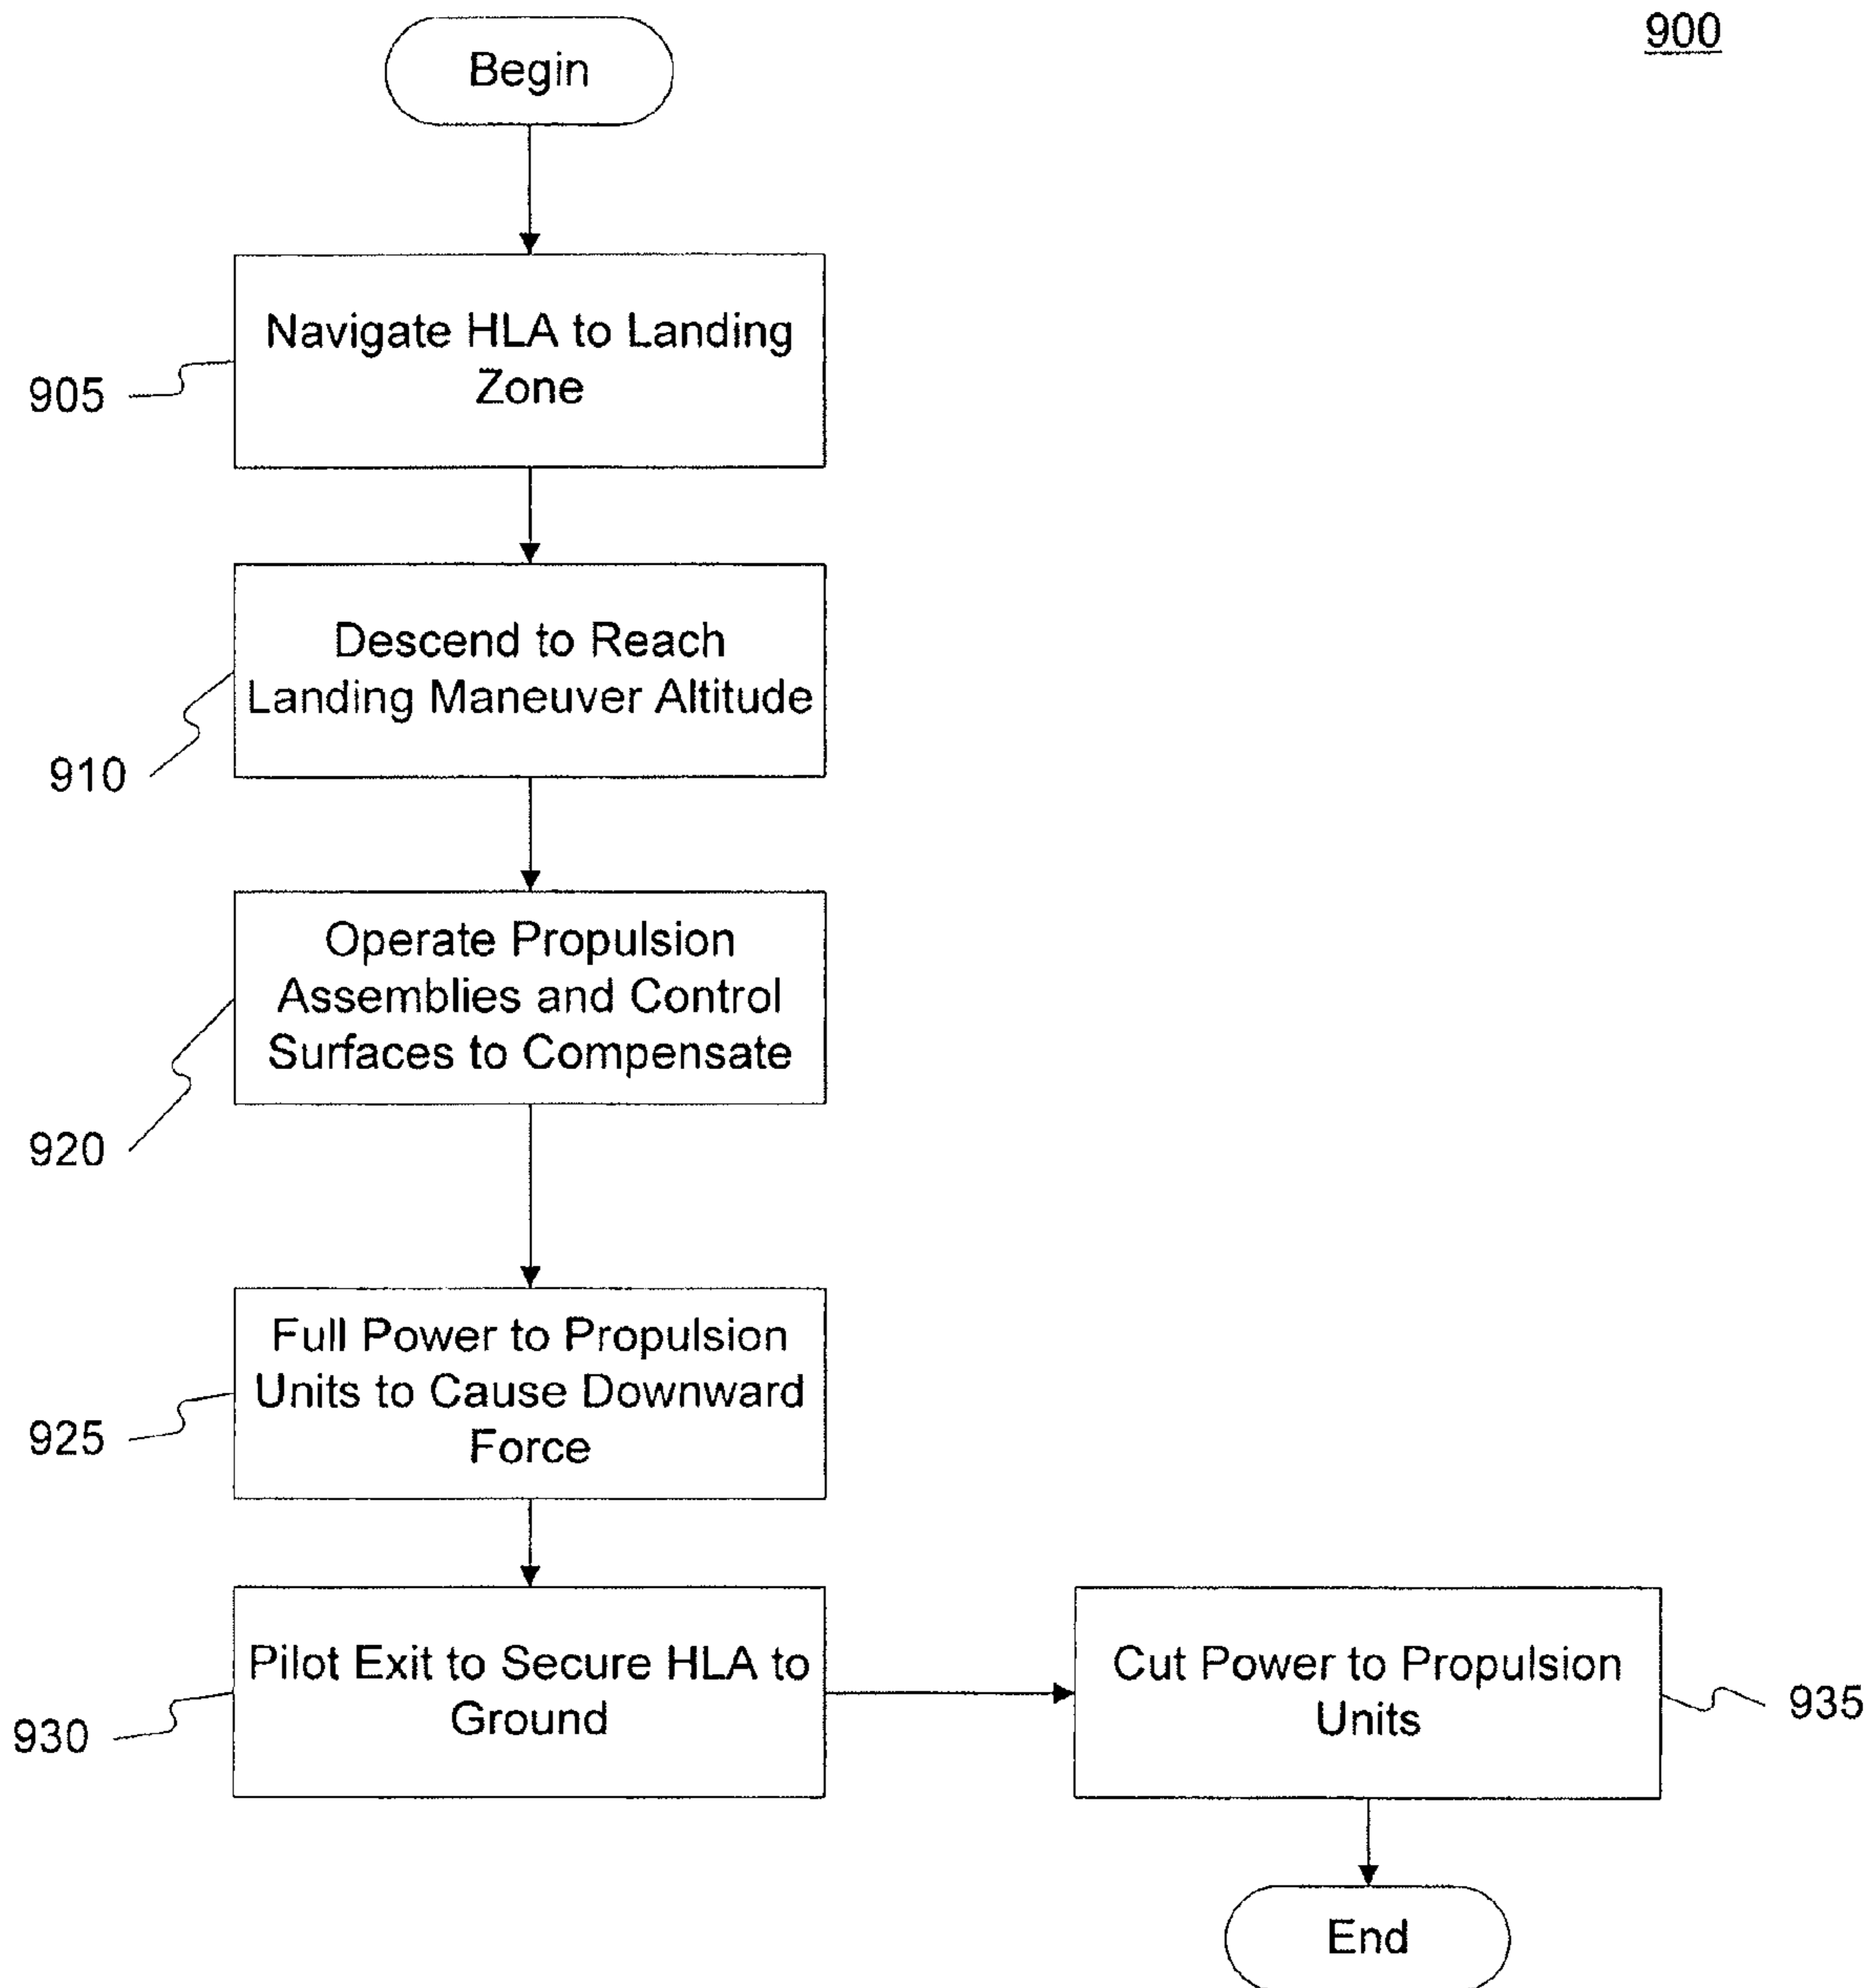 900
Begin
Navigate HLA to Landing
Zone
905
Descend to Reach
Landing Maneuver Altitude
910
Operate Propulsion
Assemblies and Control
Surfaces to Compensate
920
Full Power to Propulsion
Units to Cause Downward
Force
925
Pilot Exit to Secure HLA to
Ground
930
Cut Power to Propulsion
Units
935
End